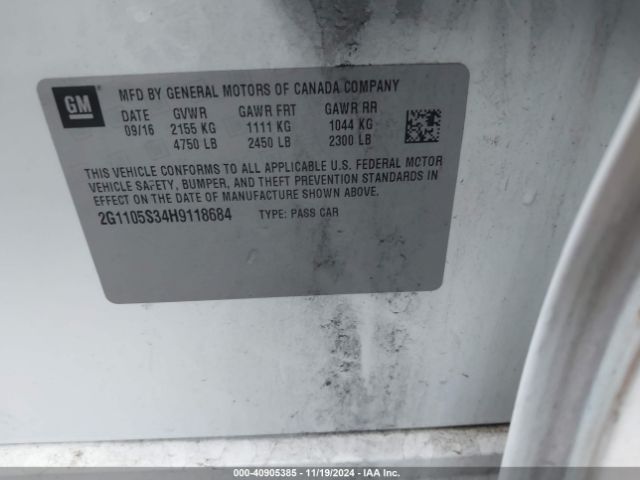 GM
MFD BY GENERAL MOTORS OF CANADA COMPANY
DATE GVWR GAWR FRT GAWR RR
09/16 2155 KG 1111 KG 1044 KG
4750 LB 2450 LB 2300 LB
THIS VEHICLE CONFORMS TO ALL APPLICABLE U.S. FEDERAL MOTOR
VEHICLE SAFETY, BUMPER, AND THEFT PREVENTION STANDARDS IN
EFFECT ON THE DATE OF MANUFACTURE SHOWN ABOVE.
2G1105S34H9118684 TYPE: PASS CAR
000-40905385 - 11/19/2024 - IAA Inc.